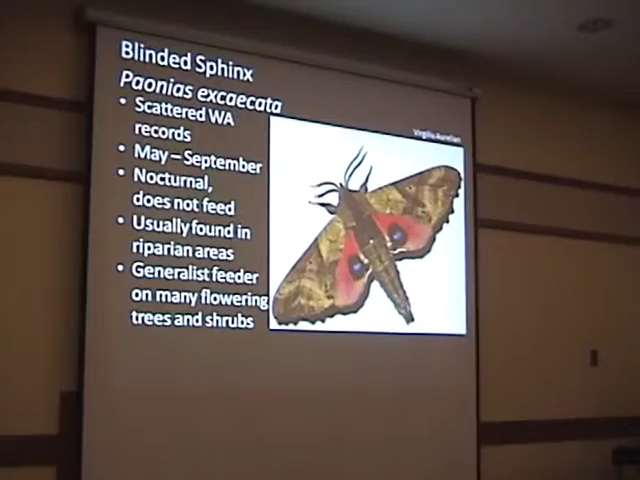 Blinded Sphinx
Paonias excaecata
• Scattered WA
records
• May – September
• Nocturnal,
does not feed
• Usually found in
riparian areas
• Generalist feeder
on many flowering
trees and shrubs
Virgilio Aurelian